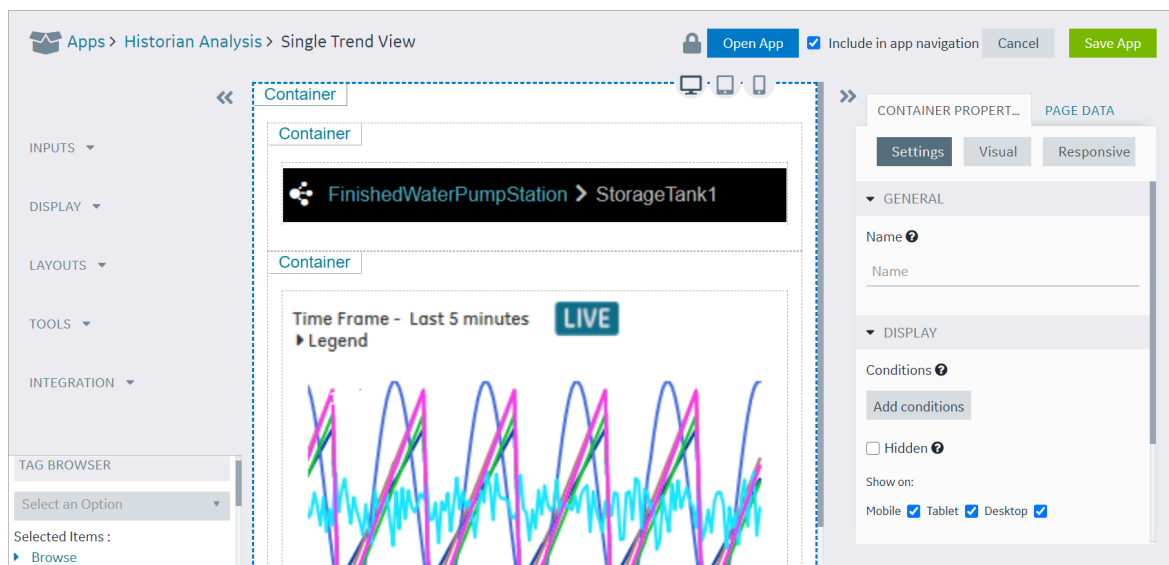 Apps > Historian Analysis > Single Trend View
Open App
Include in app navigation
Cancel
Save App
INPUTS
DISPLAY
LAYOUTS
TOOLS
INTEGRATION
TAG BROWSER
Select an Option
Selected Items :
Browse
Container
Container
FinishedWaterPumpStation > StorageTank1
Container
Time Frame - Last 5 minutes
LIVE
Legend
CONTAINER PROPERT...
PAGE DATA
Settings
Visual
Responsive
GENERAL
Name
Name
DISPLAY
Conditions
Add conditions
Hidden
Show on:
Mobile Tablet Desktop